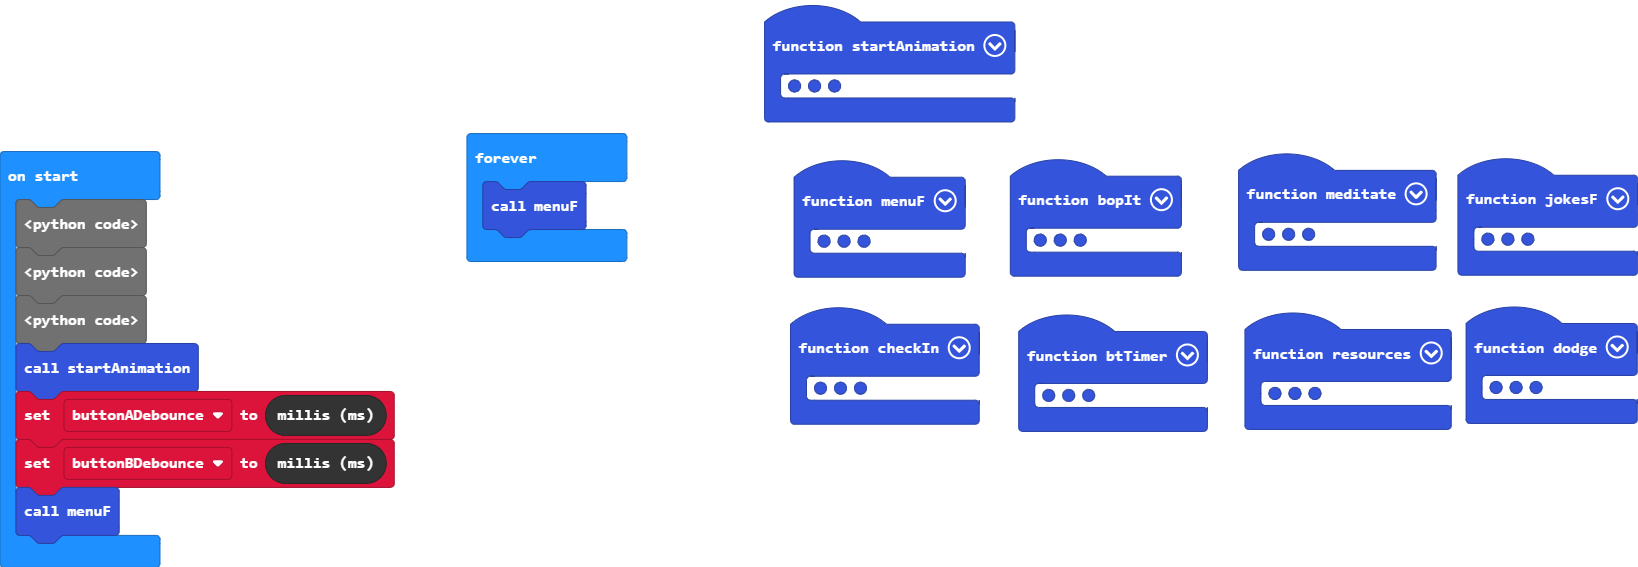 on start
<python code>
<python code>
<python code>
call startAnimation
set buttonADebounce to millis (ms)
set buttonBDebounce to millis (ms)
call menuF
forever
call menuF
function startAnimation
function menuF
function bopIt
function meditate
function jokesF
function checkIn
function btTimer
function resources
function dodge